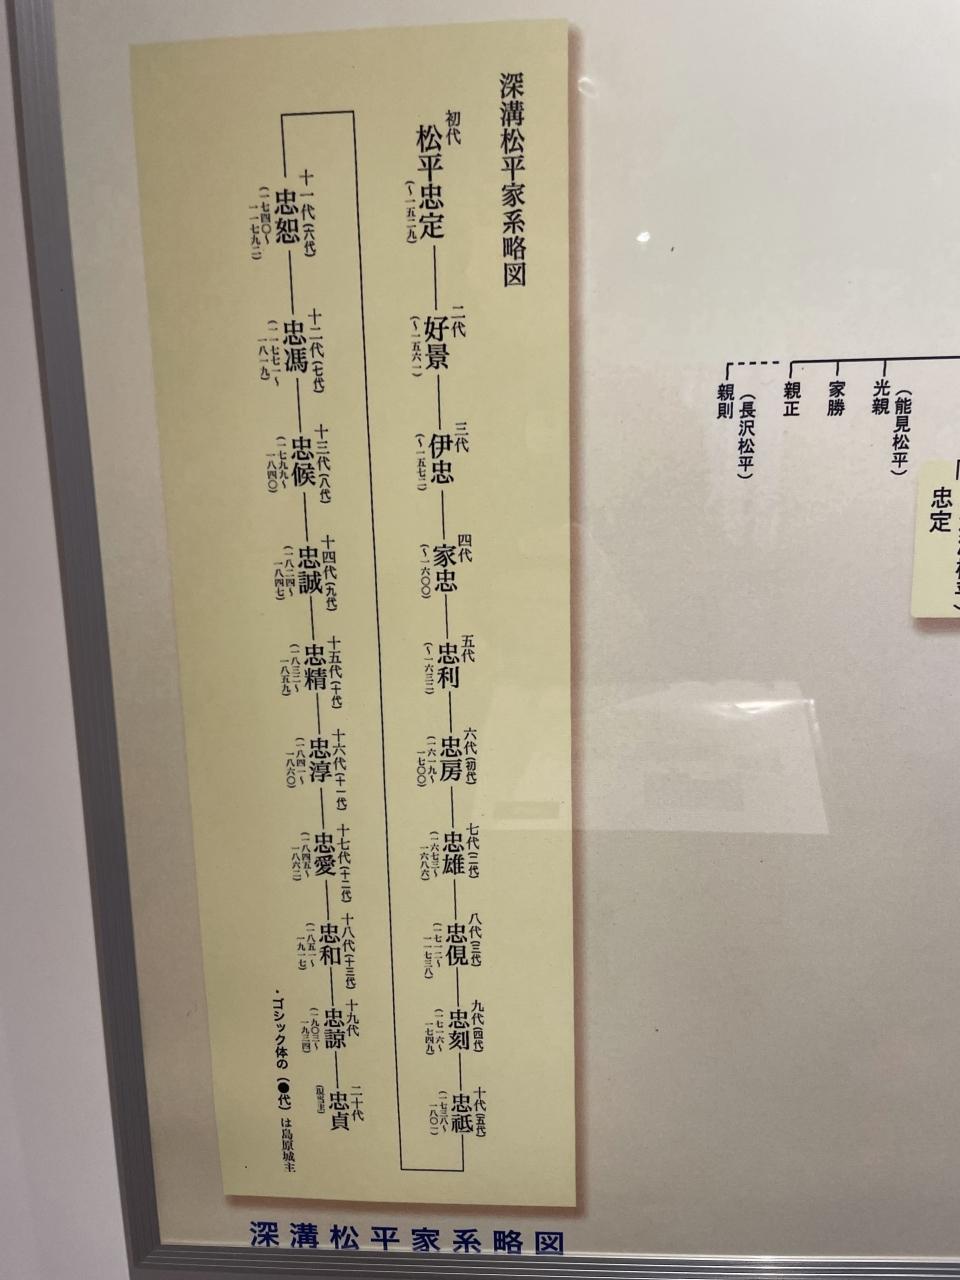 深溝松平家系略図
初代
松平忠定
(〜一五二九)
二代
好景
(〜一五六一)
三代
伊忠
(〜一五七二)
四代
家忠
(〜一六〇〇)
五代
忠利
(〜一六三二)
六代(初代)
忠房
(一六一九〜
一七〇〇)
七代(二代)
忠雄
(一六七三〜
一六八六)
八代(三代)
忠俔
(一七一二〜
一七三八)
九代(四代)
忠刻
(一七一六〜
一七四九)
十代(五代)
忠祗
(一七三八〜
一八〇一)
十一代(六代)
忠恕
(一七四〇〜
一七九二)
十二代(七代)
忠馮
(一七七一〜
一八一九)
十三代(八代)
忠候
(一七九九〜
一八四〇)
十四代(九代)
忠誠
(一八二四〜
一八四七)
十五代(十代)
忠精
(一八三二〜
一八五九)
十六代(十一代)
忠淳
(一八四一〜
一八六〇)
十七代(十二代)
忠愛
(一八四五〜
一八六二)
十八代(十三代)
忠和
(一八五一〜
一九一七)
十九代
忠諒
(一九〇三〜
一九三四)
二十代
忠貞
(現当主)
・ゴシック体の(●代)は島原城主
深溝松平家系略図
(能見松平)
光親
家勝
親正
(長沢松平)
親則
忠定